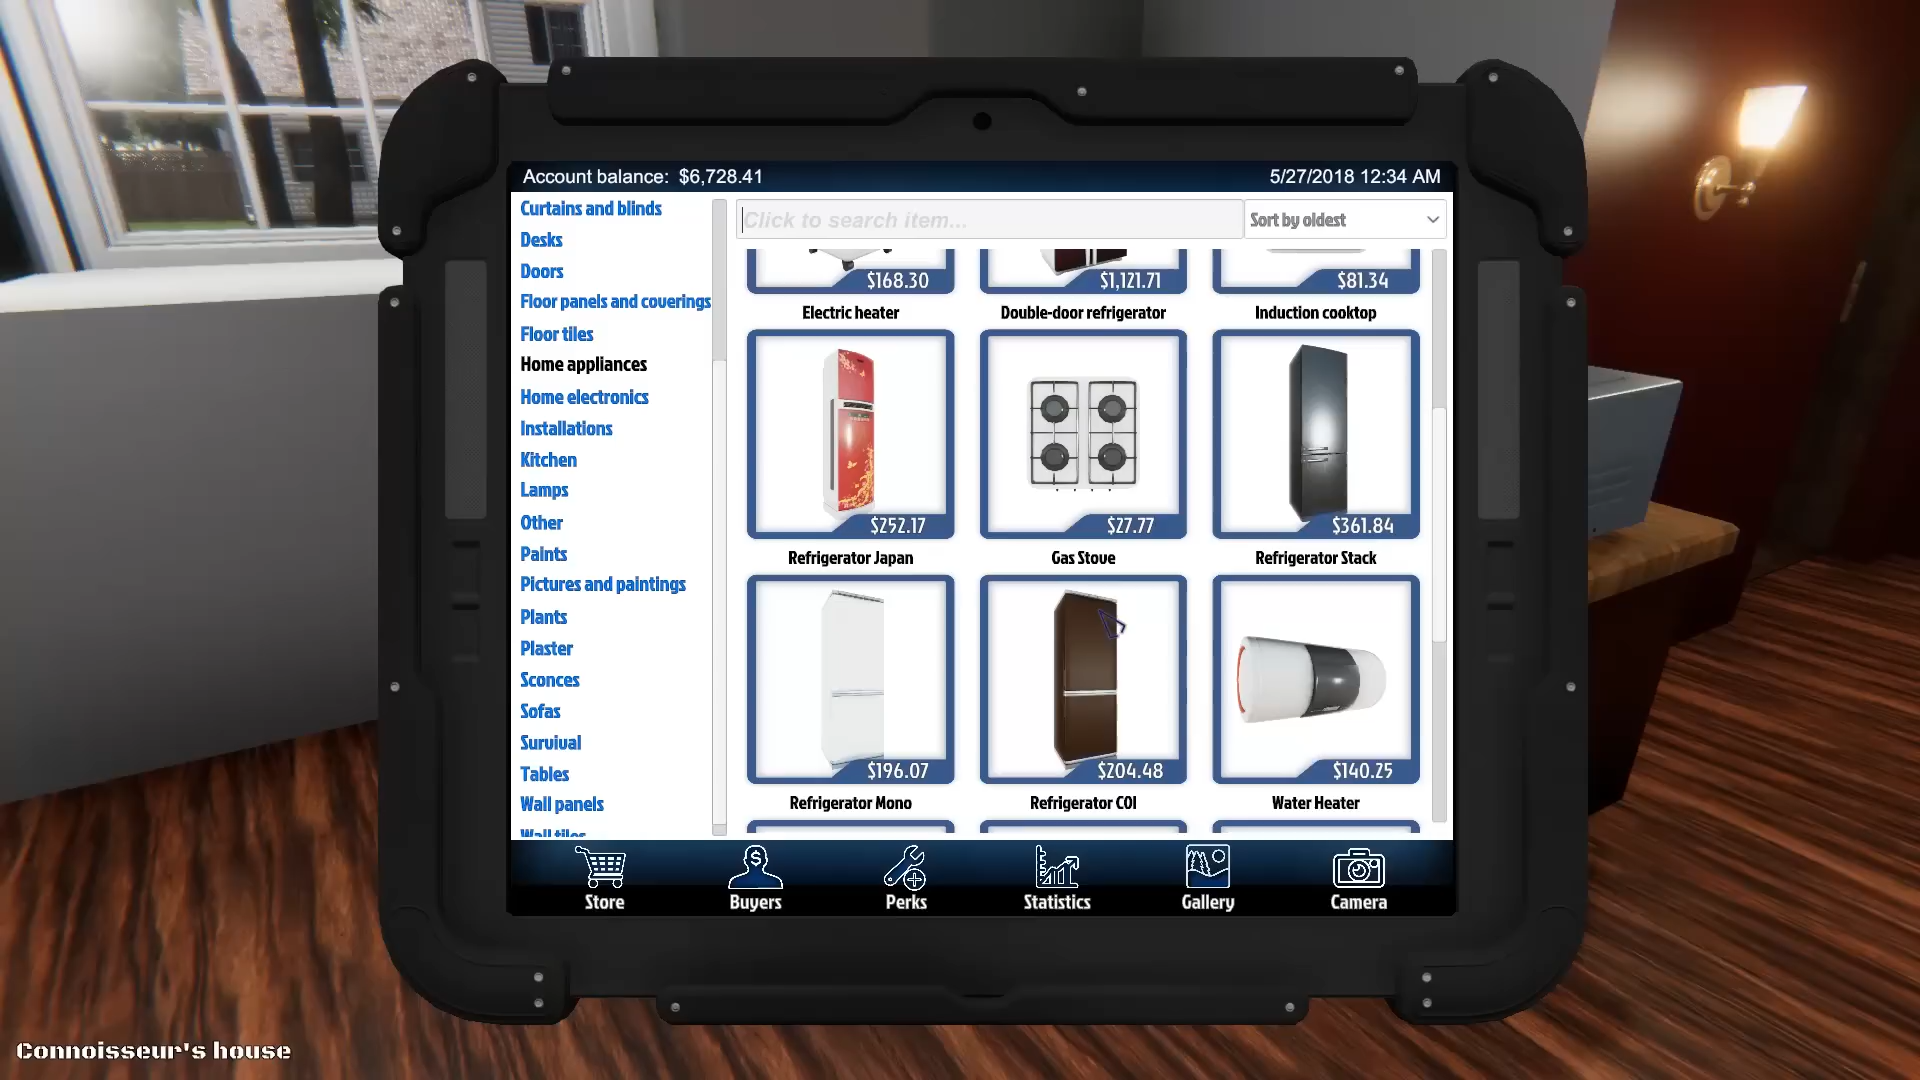 Account balance: $6,728.41
5/27/2018 12:34 AM
Curtains and blinds
Desks
Doors
Floor panels and coverings
Floor tiles
Home appliances
Home electronics
Installations
Kitchen
Lamps
Other
Paints
Pictures and paintings
Plants
Plaster
Sconces
Sofas
Survival
Tables
Wall panels
Wall tiles
Click to search item...
Sort by oldest
$168.30
$1,121.71
$81.34
Electric heater
Double-door refrigerator
Induction cooktop
$252.17
$27.77
$361.84
Refrigerator Japan
Gas Stove
Refrigerator Stack
$196.07
$204.48
$140.25
Refrigerator Mono
Refrigerator C01
Water Heater
Store
Buyers
Perks
Statistics
Gallery
Camera
Connoisseur's house